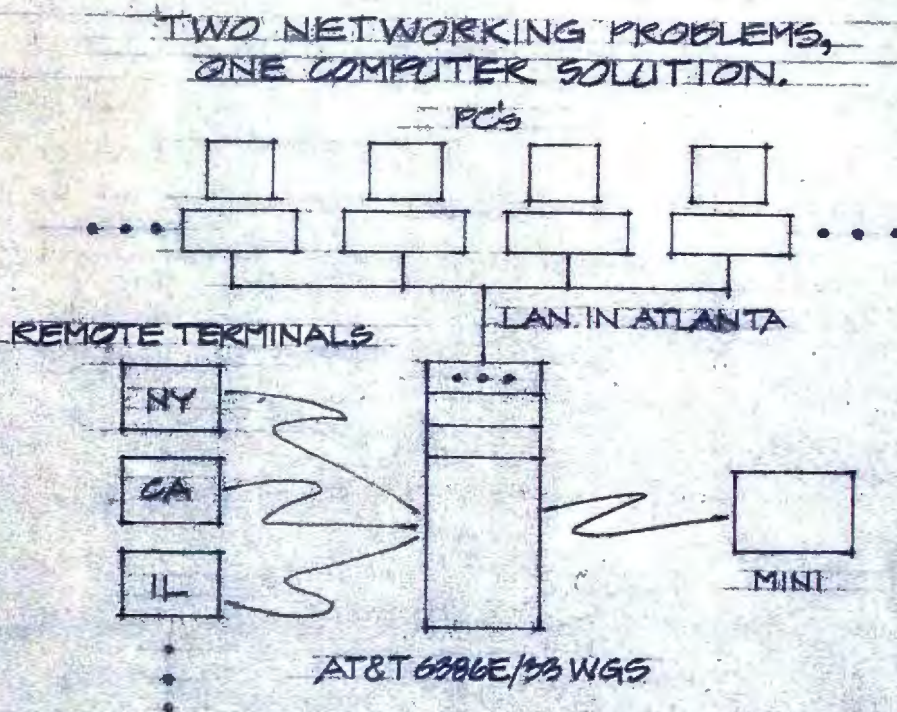 TWO NETWORKING PROBLEMS,
ONE COMPUTER SOLUTION.
PC's
LAN IN ATLANTA
REMOTE TERMINALS
NY
CA
IL
MINI
AT&T 6386E/33 WGS